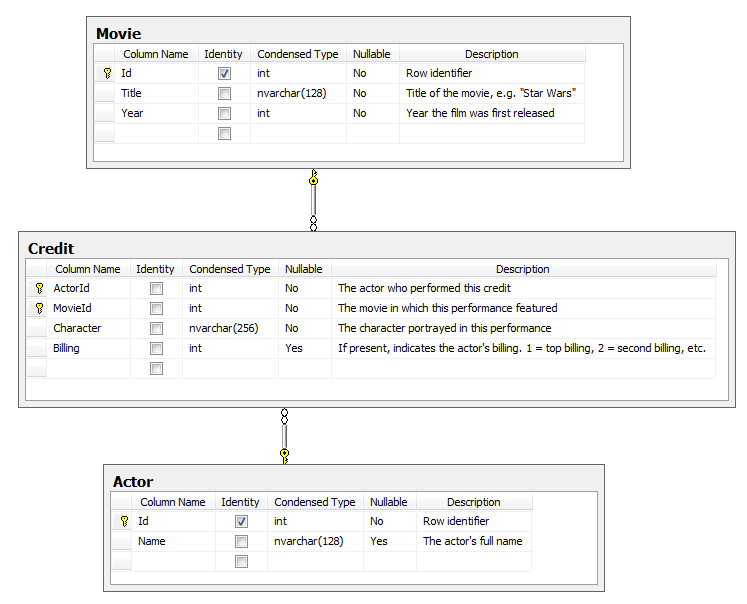 Movie
Column Name Identity Condensed Type Nullable Description
Id int No Row identifier
Title nvarchar(128) No Title of the movie, e.g. "Star Wars"
Year int No Year the film was first released
Credit
Column Name Identity Condensed Type Nullable Description
ActorId int No The actor who performed this credit
MovieId int No The movie in which this performance featured
Character nvarchar(256) No The character portrayed in this performance
Billing int Yes If present, indicates the actor's billing. 1 = top billing, 2 = second billing, etc.
Actor
Column Name Identity Condensed Type Nullable Description
Id int No Row identifier
Name nvarchar(128) Yes The actor's full name